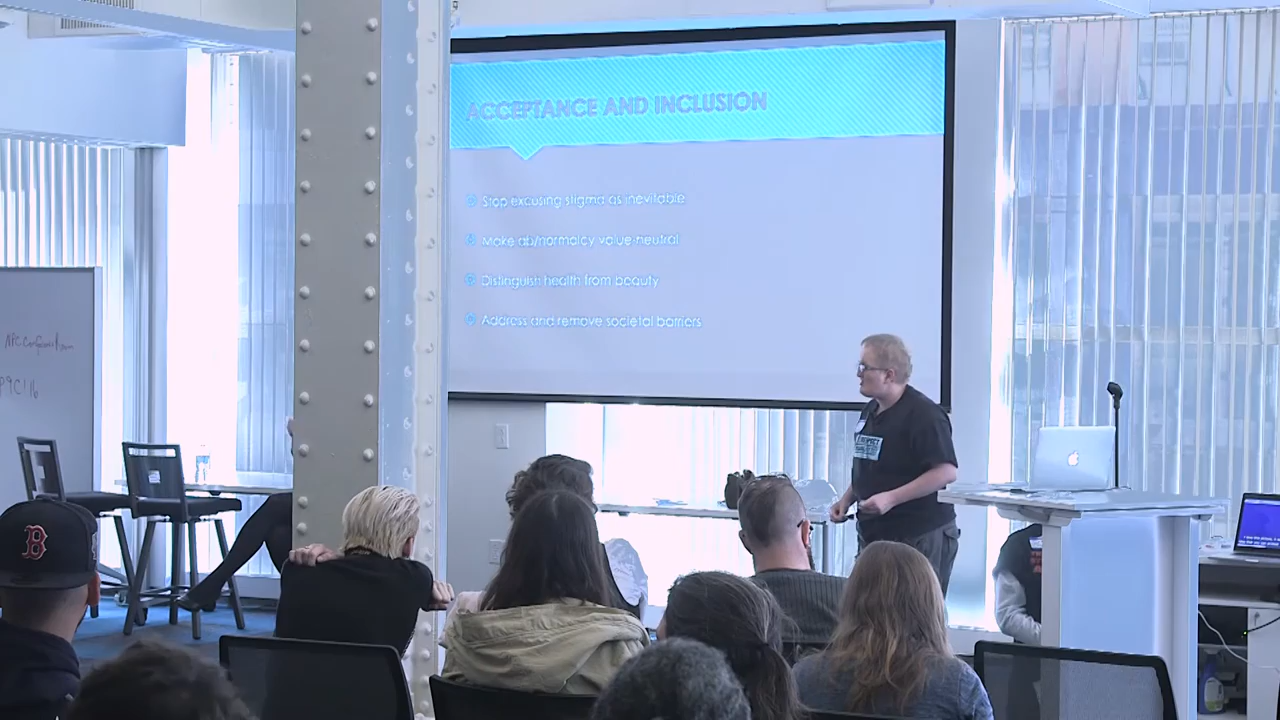 ACCEPTANCE AND INCLUSION
Stop excusing stigma as inevitable
Make ab/normalcy value-neutral
Distinguish health from beauty
Address and remove societal barriers
B